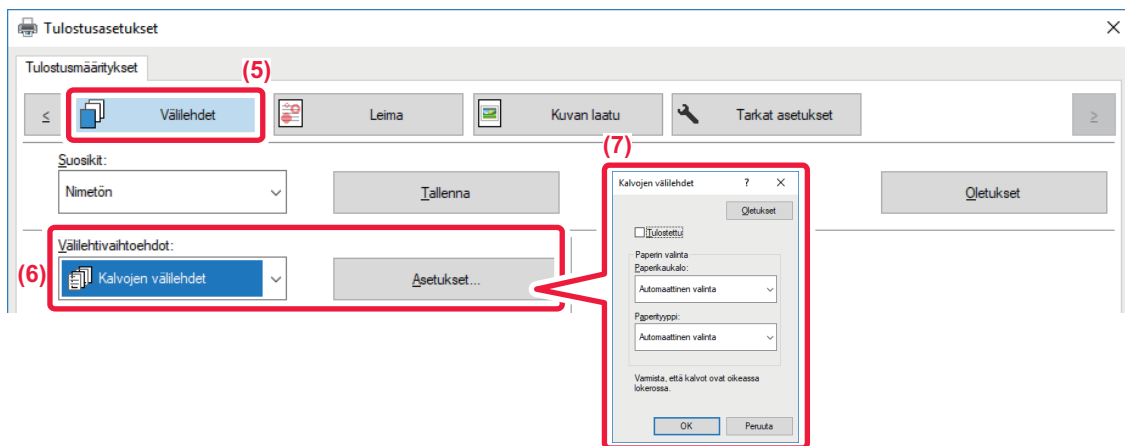 Tulostusasetukset
Tulostusmääritykset
(5)
< Välilehdet Leima Kuvan laatu Tarkat asetukset >
(7)
Suosikit:
Nimetön Tallenna Oletukset
Välilehtivaihtoehdot:
(6) Kalvojen välilehdet Asetukset...
Kalvojen välilehdet ? ×
Oletukset
Tulostettu
Paperin valinta
Paperikaukalo:
Automaattinen valinta
Paperityyppi:
Automaattinen valinta
Varmista, että kalvot ovat oikeassa
lokerossa.
OK Peruuta